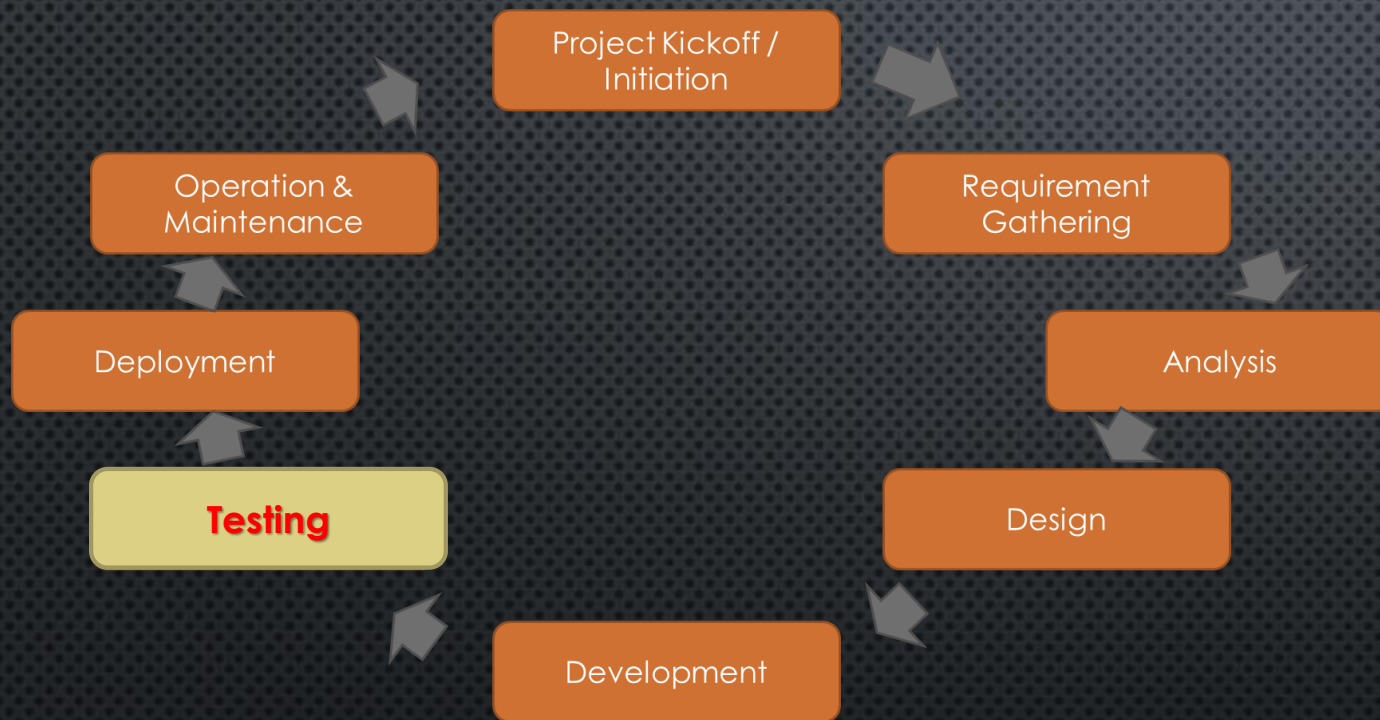 Project Kickoff /
Initiation
Requirement
Gathering
Analysis
Design
Development
Testing
Deployment
Operation &
Maintenance